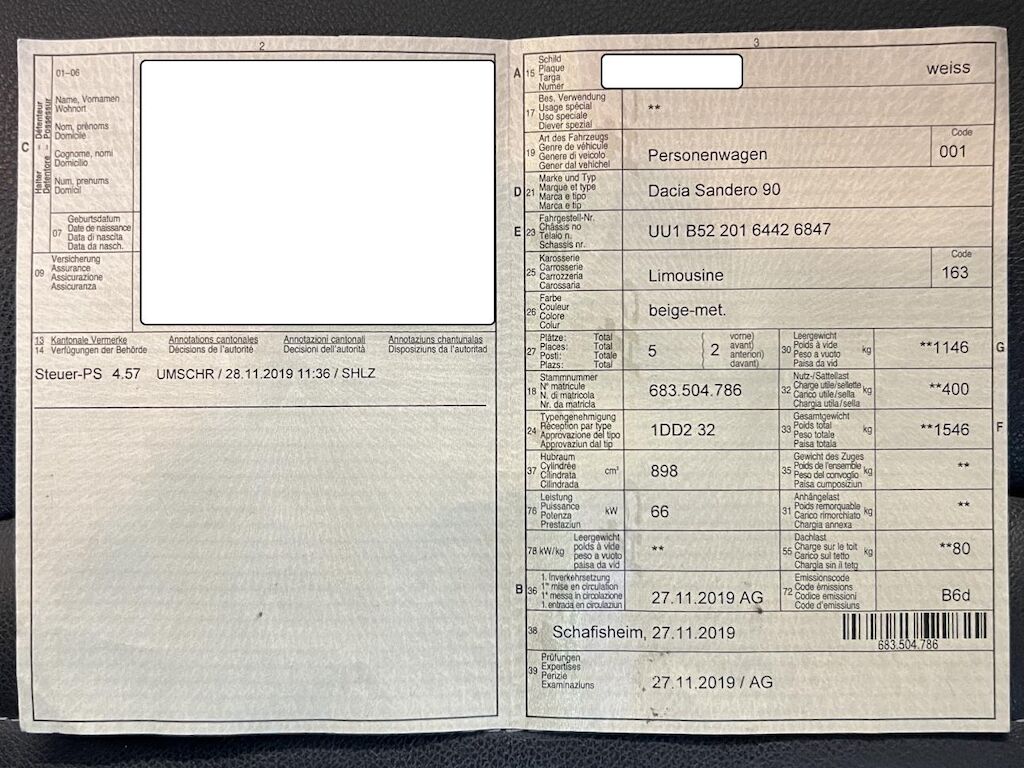 2
01–06
Name, Vornamen
Wohnort
Nom, prénoms
Domicile
Cognome, nomi
Domicilio
Num, prenums
Domicil
C
Halter – Détenteur
Detentore – Possessur
07
Geburtsdatum
Date de naissance
Data di nascita
Data da nasch.
09
Versicherung
Assurance
Assicurazione
Assicuranza
13 Kantonale Vermerke Annotations cantonales Annotazioni cantonali Annotaziuns chantunalas
14 Verfügungen der Behörde Décisions de l'autorité Decisioni dell'autorità Disposiziuns da l'autoritad
Steuer-PS 4.57 UMSCHR / 28.11.2019 11:36 / SHLZ
3
A 15
Schild
Plaque
Targa
Numer
weiss
17
Bes. Verwendung
Usage spécial
Uso speciale
Diever spezial
**
19
Art des Fahrzeugs
Genre de véhicule
Genere di veicolo
Gener dal vehichel
Personenwagen
Code
001
D 21
Marke und Typ
Marque et type
Marca e tipo
Marca e tip
Dacia Sandero 90
E 23
Fahrgestell-Nr.
Châssis no
Telaio n.
Schassis nr.
UU1 B52 201 6442 6847
25
Karosserie
Carrosserie
Carrozzeria
Carossaria
Limousine
Code
163
26
Farbe
Couleur
Colore
Colur
beige-met.
27
Plätze: Total
Places: Total
Posti: Totale
Plazs: Totale
5
2
vorne)
avant)
anteriori)
davant)
30
Leergewicht
Poids à vide
Peso a vuoto
Paisa da vid
kg
**1146
G
18
Stammnummer
N° matricule
N. di matricola
Nr. da matricla
683.504.786
32
Nutz-/Sattellast
Charge utile/sellette
Carico utile/sella
Chargia utila/sella
kg
**400
24
Typengenehmigung
Réception par type
Approvazione del tipo
Approvaziun dal tip
1DD2 32
33
Gesamtgewicht
Poids total
Peso totale
Paisa totala
kg
**1546
F
37
Hubraum
Cylindrée
Cilindrata
Cilindrada
cm³
898
35
Gewicht des Zuges
Poids de l'ensemble
Peso del convoglio
Paisa cumposiziun
kg
**
76
Leistung
Puissance
Potenza
Prestaziun
kW
66
31
Anhängelast
Poids remorquable
Carico rimorchiato
Chargia annexa
kg
**
78 kW/kg
Leergewicht
poids à vide
peso a vuoto
paisa da vid
**
55
Dachlast
Charge sur le toit
Carico sul tetto
Chargia sin il tetg
kg
**80
B 36
1. Inverkehrsetzung
1re mise en circulation
1a messa in circolazione
1. entrada en circulaziun
27.11.2019 AG
72
Emissionscode
Code émissions
Codice emissioni
Code d'emissiuns
B6d
38
Schafisheim, 27.11.2019
683.504.786
39
Prüfungen
Expertises
Perizie
Examinaziuns
27.11.2019 / AG